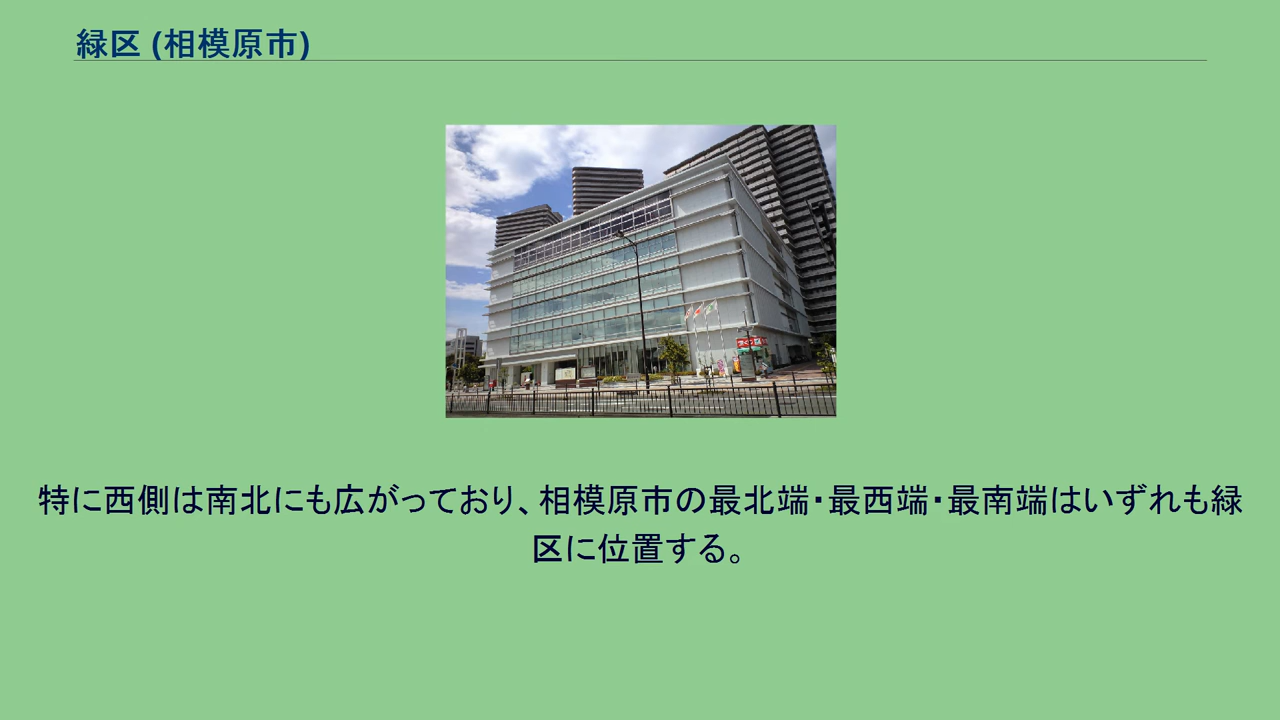 緑区 (相模原市)
特に西側は南北にも広がっており、相模原市の最北端・最西端・最南端はいずれも緑
区に位置する。